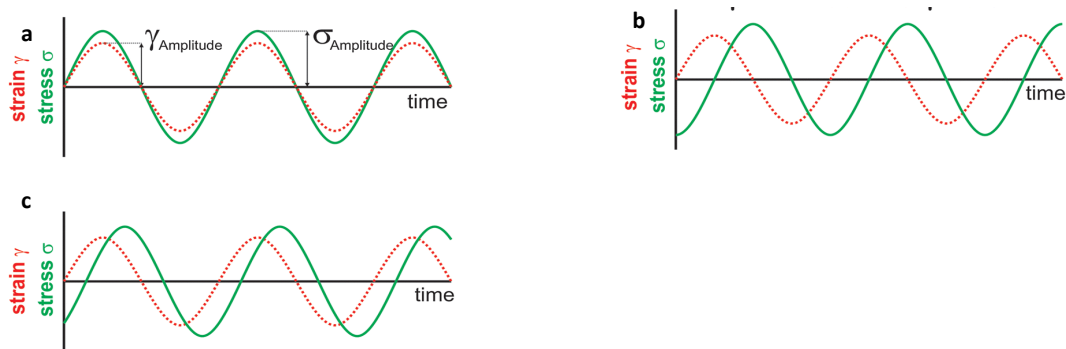 a
γAmplitude
σAmplitude
strain γ
stress σ
time
b
strain γ
stress σ
time
c
strain γ
stress σ
time